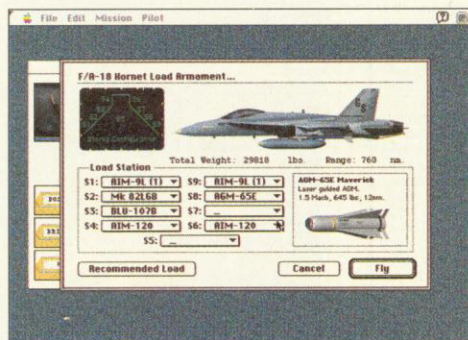 File Edit Mission Pilot
F/A-18 Hornet Load Armament...
Total Weight: 29818 lbs. Range: 760 nm.
Load Station
S1: AIM-9L (1) S9: AIM-9L (1)
S2: Mk 82LGB S8: AGM-65E
S3: BLU-107B S7: _
S4: AIM-120 S6: AIM-120
S5: _
AGM-65E Maverick
Laser guided AGM.
1.5 Mach, 645 lbs, 12nm.
Recommended Load Cancel Fly